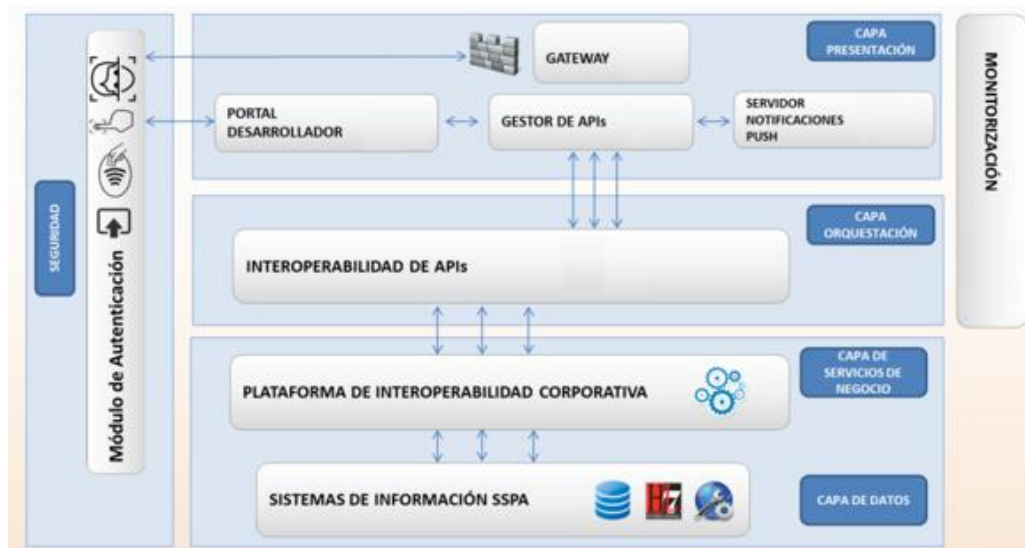 SEGURIDAD
Módulo de Autenticación
CAPA
PRESENTACIÓN
GATEWAY
PORTAL
DESARROLLADOR
GESTOR DE APIs
SERVIDOR
NOTIFICACIONES
PUSH
MONITORIZACIÓN
CAPA
ORQUESTACIÓN
INTEROPERABILIDAD DE APIs
CAPA DE
SERVICIOS DE
NEGOCIO
PLATAFORMA DE INTEROPERABILIDAD CORPORATIVA
SISTEMAS DE INFORMACIÓN SSPA
H7
CAPA DE DATOS